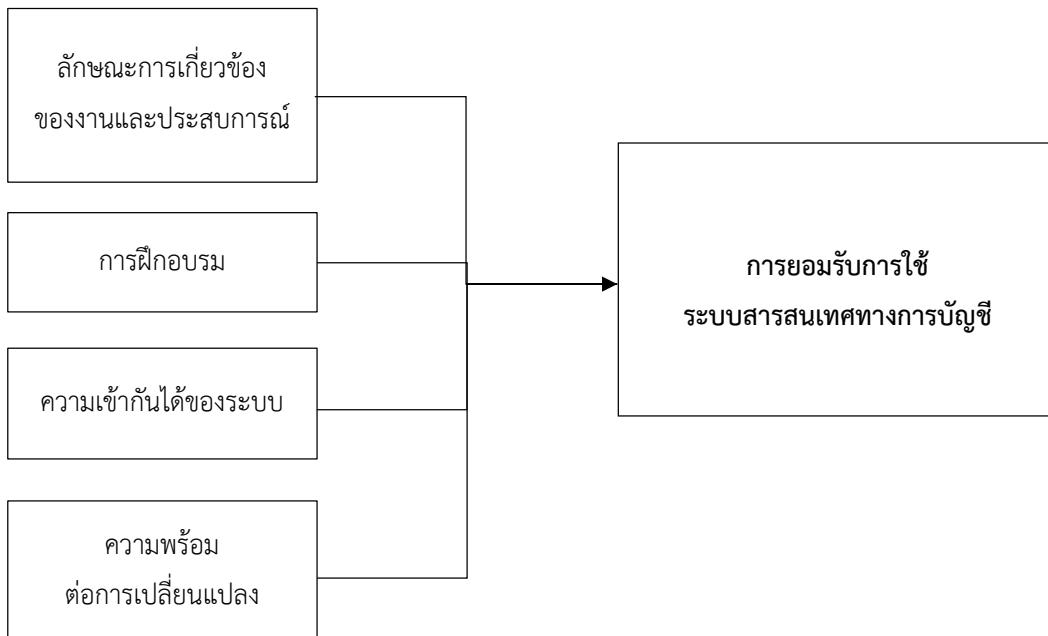 ลักษณะการเกี่ยวข้อง
ของงานและประสบการณ์
การฝึกอบรม
ความเข้ากันได้ของระบบ
ความพร้อม
ต่อการเปลี่ยนแปลง
การยอมรับการใช้
ระบบสารสนเทศทางการบัญชี